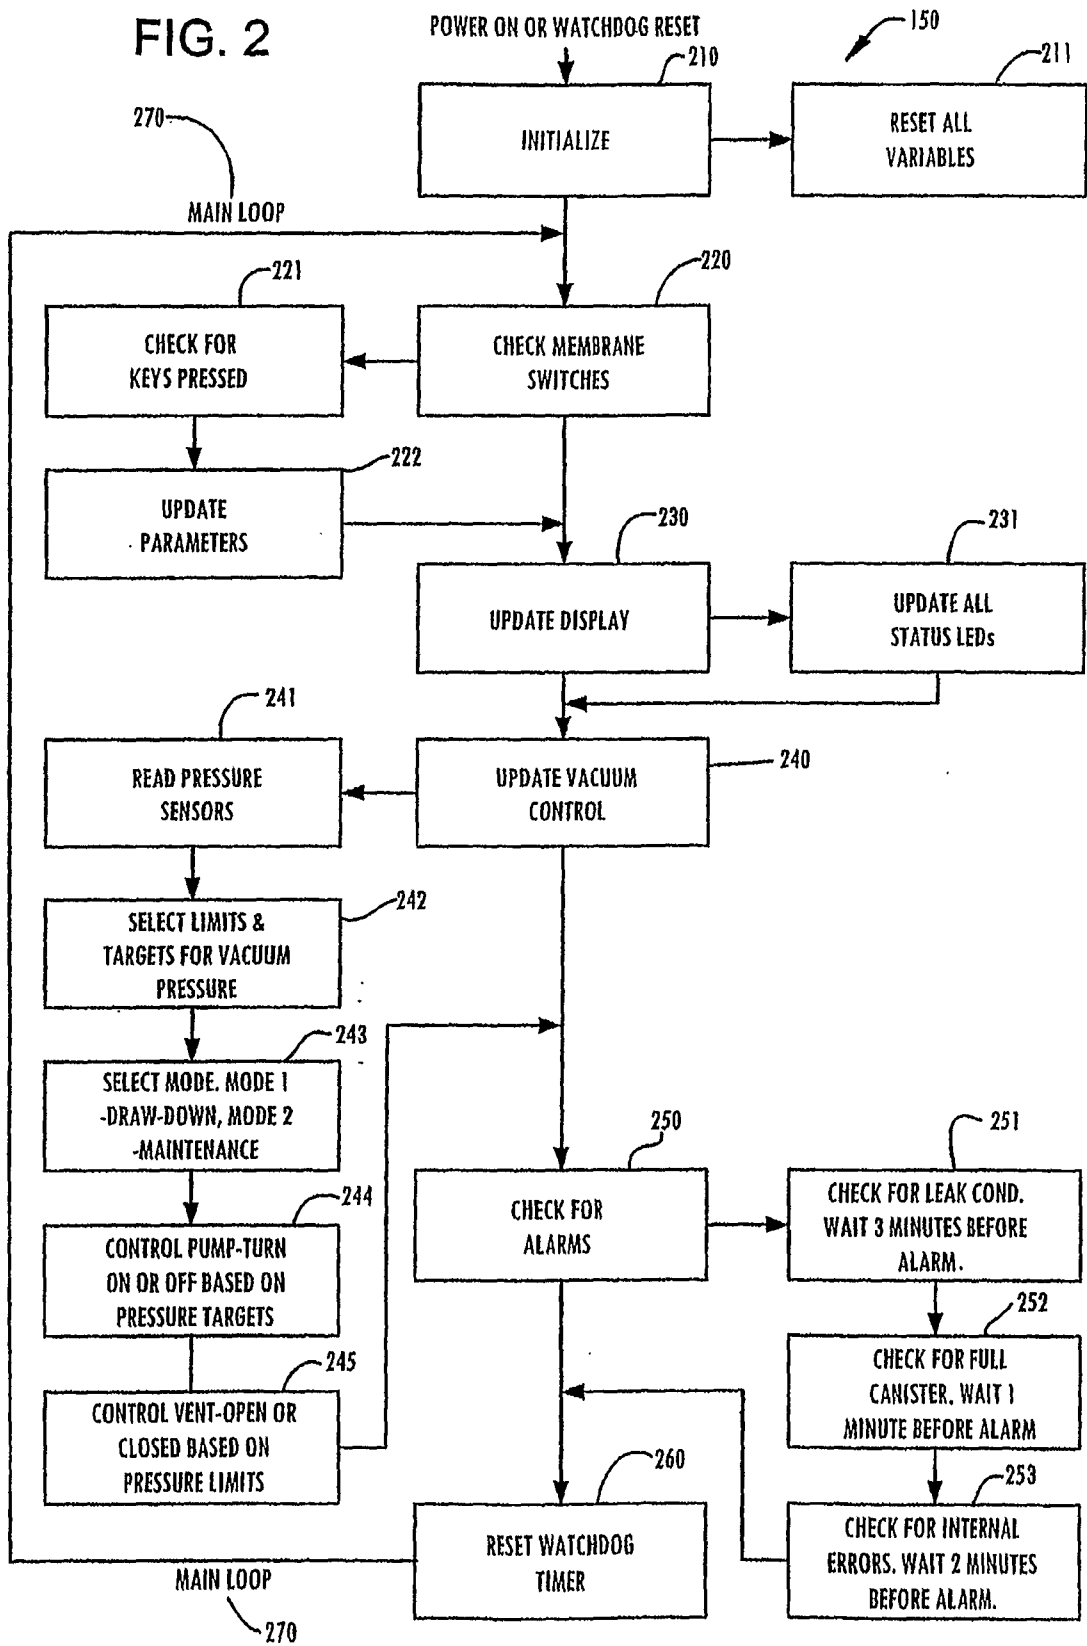 FIG. 2
POWER ON OR WATCHDOG RESET
150
210
211
INITIALIZE
RESET ALL
VARIABLES
270
MAIN LOOP
220
221
CHECK MEMBRANE
SWITCHES
CHECK FOR
KEYS PRESSED
222
UPDATE
PARAMETERS
230
231
UPDATE DISPLAY
UPDATE ALL
STATUS LEDs
240
241
UPDATE VACUUM
CONTROL
READ PRESSURE
SENSORS
242
SELECT LIMITS &
TARGETS FOR VACUUM
PRESSURE
243
SELECT MODE. MODE 1
-DRAW-DOWN, MODE 2
-MAINTENANCE
244
CONTROL PUMP-TURN
ON OR OFF BASED ON
PRESSURE TARGETS
245
CONTROL VENT-OPEN OR
CLOSED BASED ON
PRESSURE LIMITS
250
251
CHECK FOR
ALARMS
CHECK FOR LEAK COND.
WAIT 3 MINUTES BEFORE
ALARM.
252
CHECK FOR FULL
CANISTER. WAIT 1
MINUTE BEFORE ALARM
253
CHECK FOR INTERNAL
ERRORS. WAIT 2 MINUTES
BEFORE ALARM.
260
RESET WATCHDOG
TIMER
MAIN LOOP
270